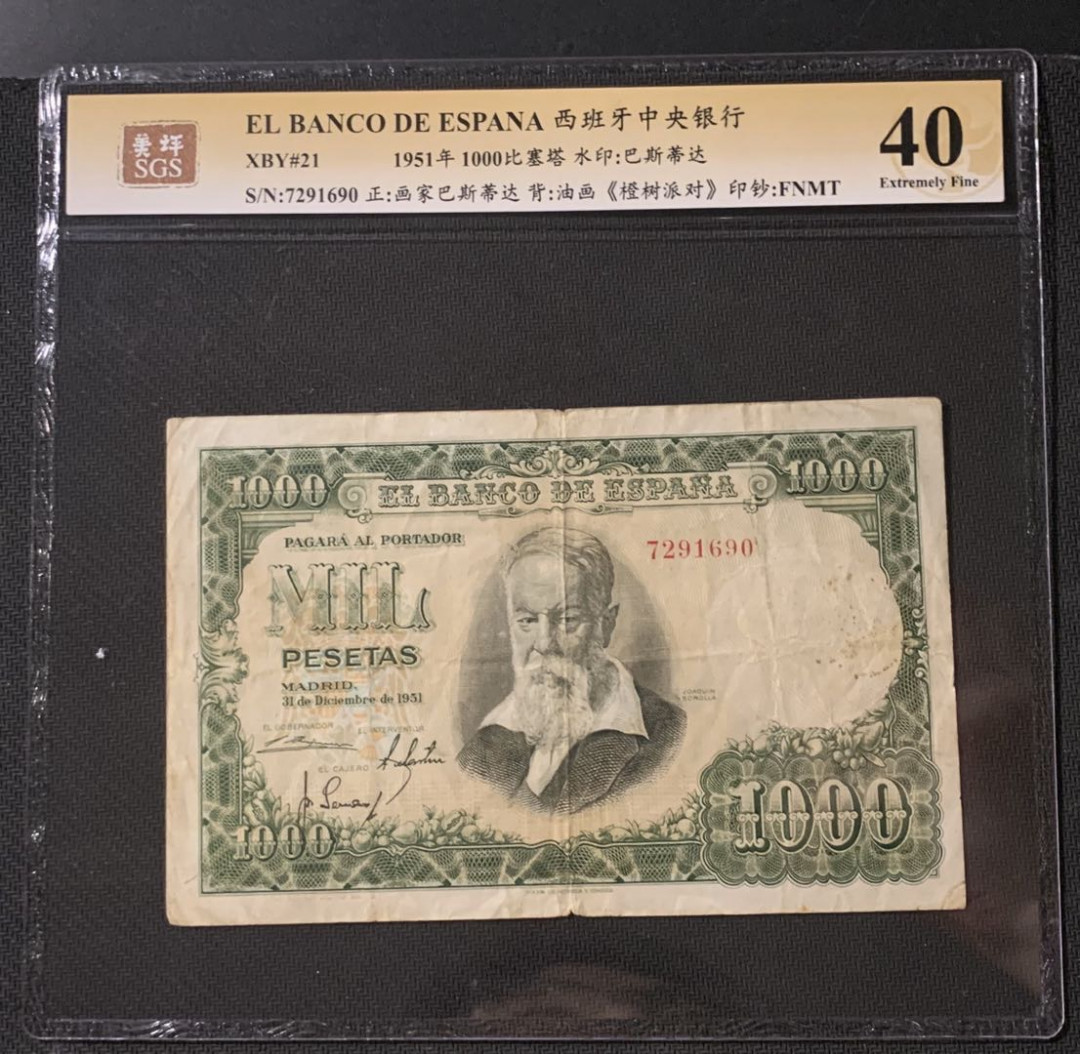 美评
SGS
EL BANCO DE ESPANA 西班牙中央银行
XBY#21 1951年 1000比塞塔 水印:巴斯蒂达
S/N:7291690 正:画家巴斯蒂达 背:油画《橙树派对》 印钞:FNMT
40
Extremely Fine
1000 EL BANCO DE ESPAÑA 1000
PAGARÁ AL PORTADOR
7291690
MIL
PESETAS
MADRID,
31 de Diciembre de 1951
JOAQUIN
SOROLLA
EL GOBERNADOR
EL INTERVENTOR
EL CAJERO
1000
1000